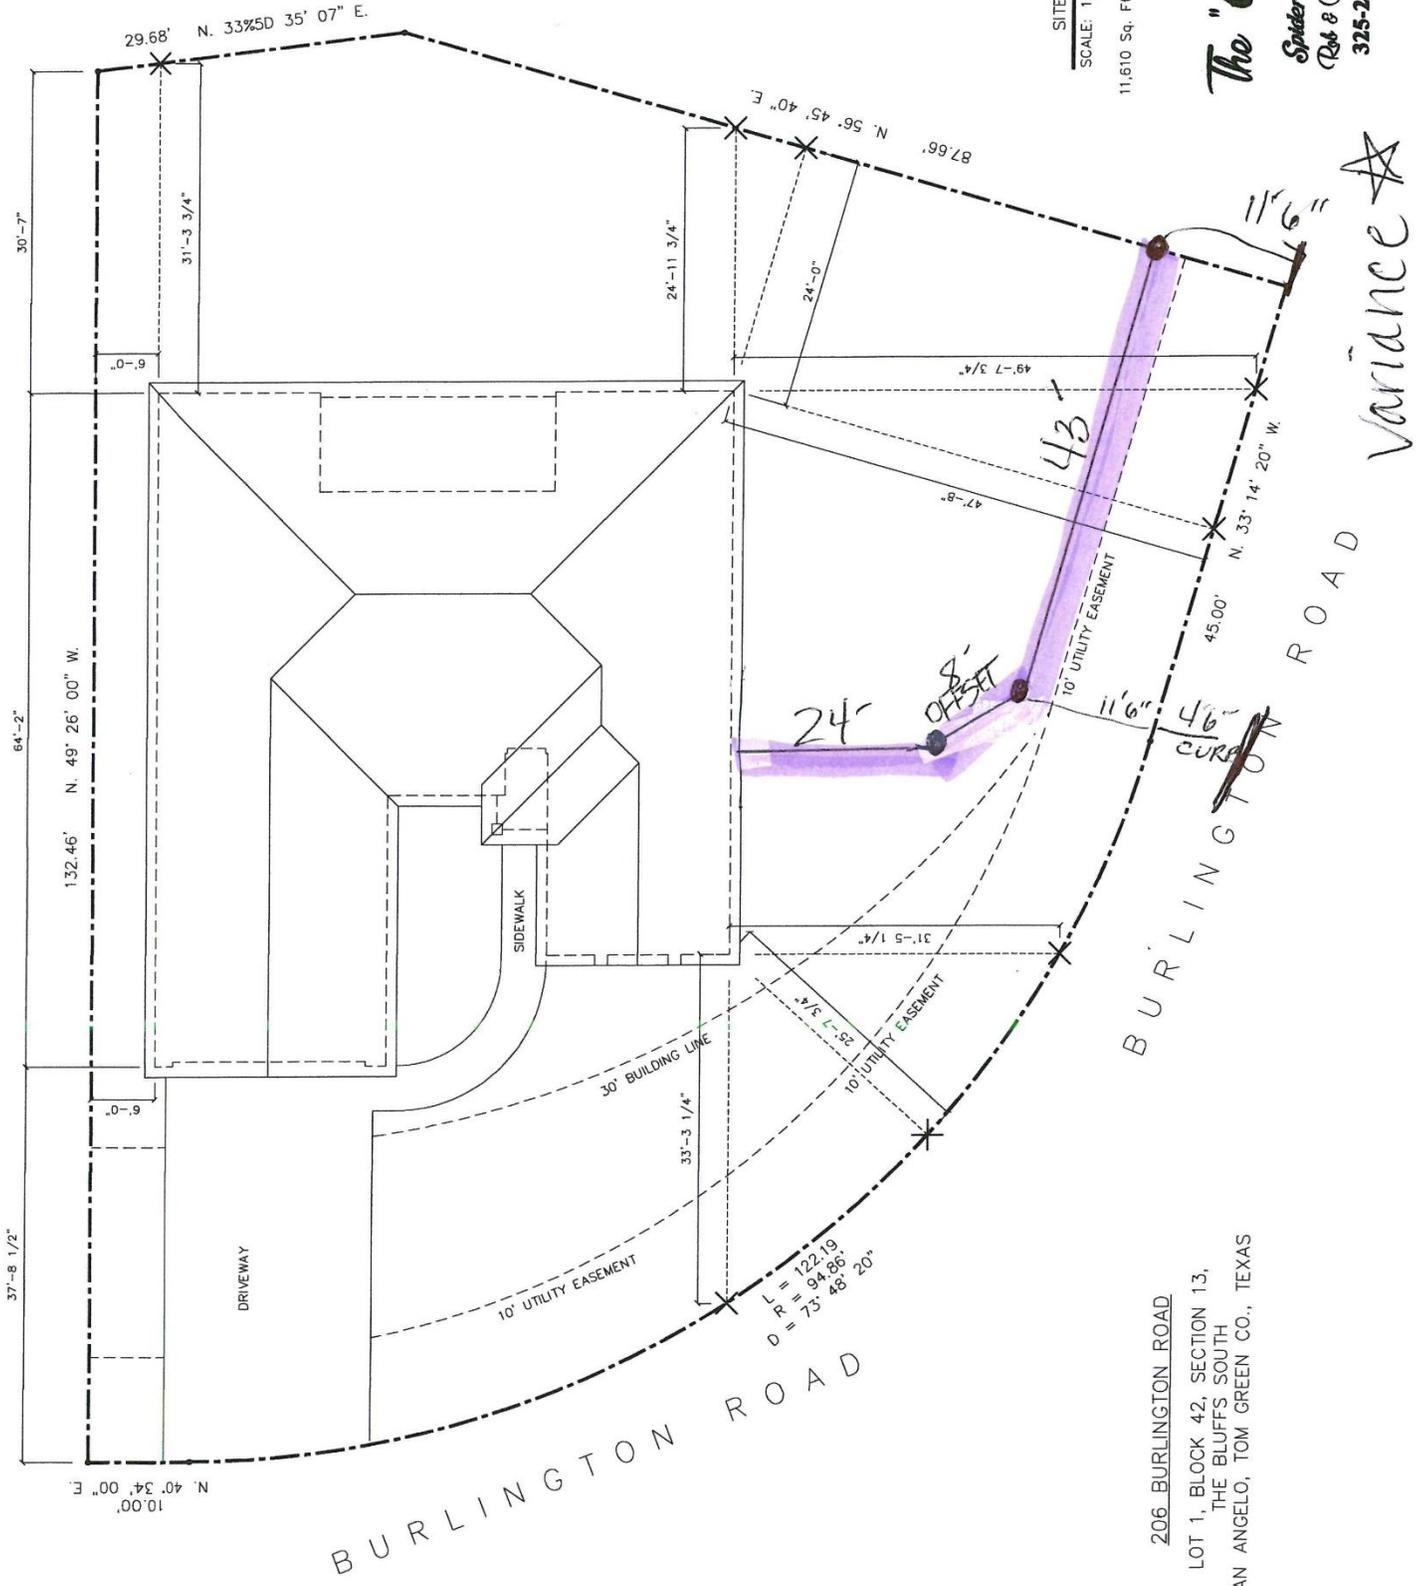 29.68'
N. 33%5D 35' 07" E.
30'-7"
31'-3 3/4"
24'-11 3/4"
N. 56' 45' 40" E.
87.66'
24'-0"
11'6"
Variance
SITE
SCALE: 1
11,610 Sq.
The "
Spider
Rob &
325-2
6'-0"
49'-7 3/4"
43'
47'-8"
N. 33' 14' 20" W.
45.00'
132.46' N. 49' 26' 00" W.
64'-2"
10' UTILITY EASEMENT
8'
OFFSET
24'
11'6"
46"
CURB
BURLINGTON ROAD
SIDEWALK
31'-5 1/4"
25'-7 3/4"
10' UTILITY EASEMENT
30' BUILDING LINE
33'-3 1/4"
6'-0"
37'-8 1/2"
DRIVEWAY
10' UTILITY EASEMENT
L = 122.19
R = 94.86'
D = 73' 48' 20"
N. 40' 34' 00" E.
10.00'
BURLINGTON ROAD
206 BURLINGTON ROAD
LOT 1, BLOCK 42, SECTION 13,
THE BLUFFS SOUTH
AN ANGELO, TOM GREEN CO., TEXAS